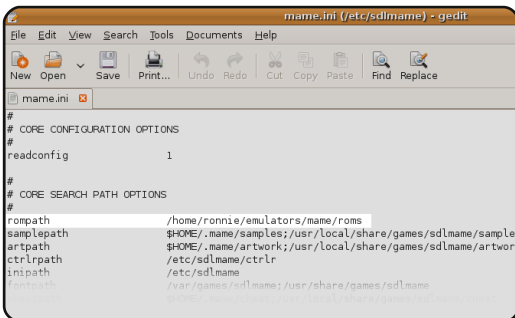 mame.ini (/etc/sdlmame) - gedit
File Edit View Search Tools Documents Help
New Open Save Print... Undo Redo Cut Copy Paste Find Replace
mame.ini
#
# CORE CONFIGURATION OPTIONS
#
readconfig 1
#
# CORE SEARCH PATH OPTIONS
#
rompath /home/ronnie/emulators/mame/roms
samplepath $HOME/.mame/samples;/usr/local/share/games/sdlmame/sample
artpath $HOME/.mame/artwork;/usr/local/share/games/sdlmame/artwor
ctrlrpath /etc/sdlmame/ctrlr
inipath /etc/sdlmame
fontpath /var/games/sdlmame;/usr/share/games/sdlmame